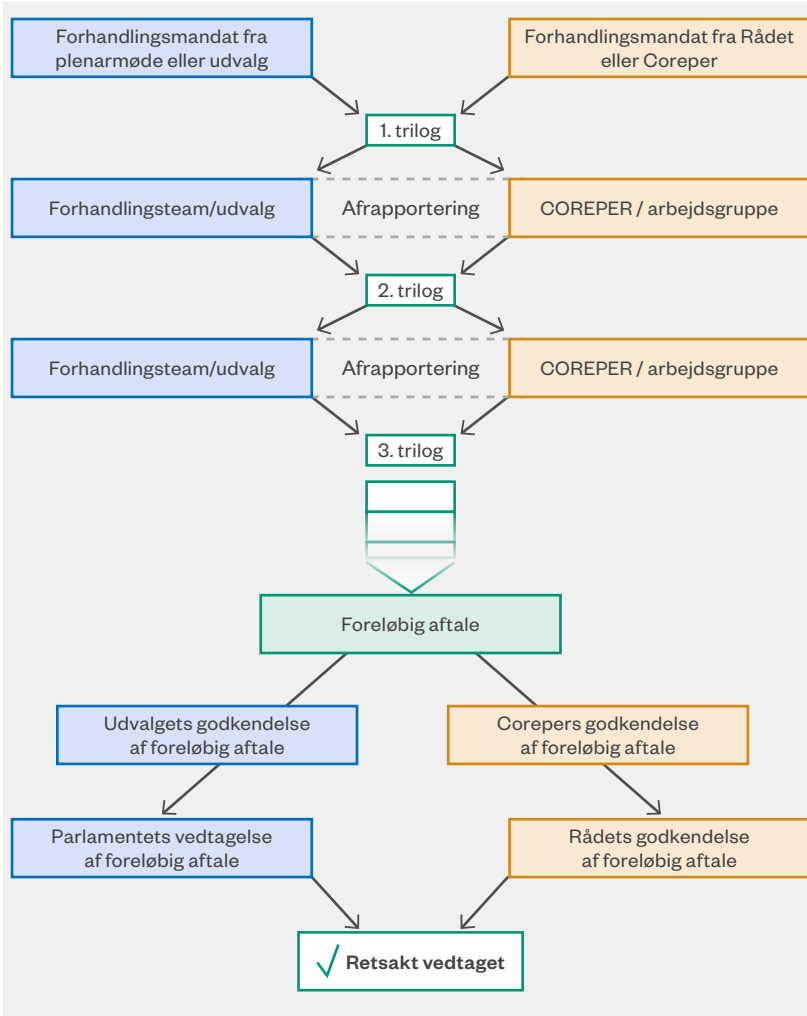 Forhandlingsmandat fra
plenarmøde eller udvalg
Forhandlingsmandat fra Rådet
eller Coreper
1. trilog
Forhandlingsteam/udvalg
Afrapportering
COREPER / arbejdsgruppe
2. trilog
Forhandlingsteam/udvalg
Afrapportering
COREPER / arbejdsgruppe
3. trilog
Foreløbig aftale
Udvalgets godkendelse
af foreløbig aftale
Corepers godkendelse
af foreløbig aftale
Parlamentets vedtagelse
af foreløbig aftale
Rådets godkendelse
af foreløbig aftale
Retsakt vedtaget